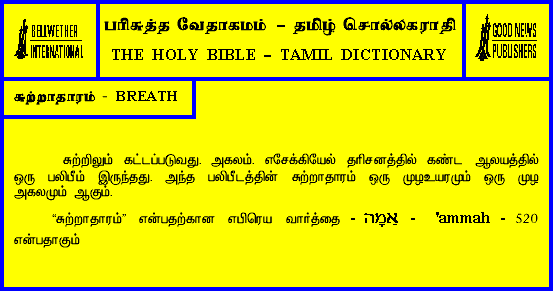 BELLWETHER
INTERNATIONAL
பரிசுத்த வேதாகமம் – தமிழ் சொல்லகராதி
THE HOLY BIBLE – TAMIL DICTIONARY
GOOD NEWS
PUBLISHERS
சுற்றாதாரம் - BREATH
சுற்றிலும் கட்டப்படுவது. அகலம். எசேக்கியேல் தரிசனத்தில் கண்ட ஆலயத்தில்
ஒரு பலிபீம் இருந்தது. அந்த பலிபீடத்தின் சுற்றாதாரம் ஒரு முழஉயரமும் ஒரு முழ
அகலமும் ஆகும்.
“சுற்றாதாரம்” என்பதற்கான எபிரெய வார்த்தை - אַמָּה - 'ammah - 520
என்பதாகும்